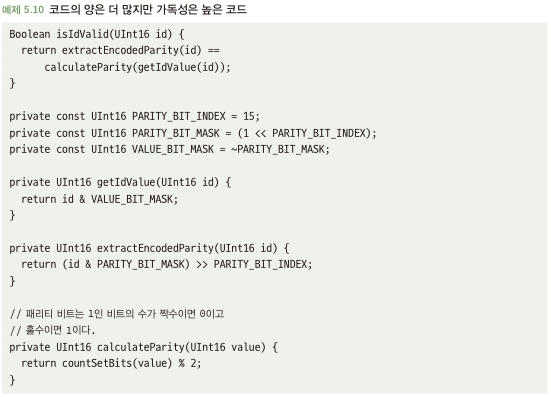 예제 5.10 코드의 양은 더 많지만 가독성은 높은 코드
Boolean isIdValid(UInt16 id) {
  return extractEncodedParity(id) ==
      calculateParity(getIdValue(id));
}

private const UInt16 PARITY_BIT_INDEX = 15;
private const UInt16 PARITY_BIT_MASK = (1 << PARITY_BIT_INDEX);
private const UInt16 VALUE_BIT_MASK = ~PARITY_BIT_MASK;

private UInt16 getIdValue(UInt16 id) {
  return id & VALUE_BIT_MASK;
}

private UInt16 extractEncodedParity(UInt16 id) {
  return (id & PARITY_BIT_MASK) >> PARITY_BIT_INDEX;
}

// 패리티 비트는 1인 비트의 수가 짝수이면 0이고
// 홀수이면 1이다.
private UInt16 calculateParity(UInt16 value) {
  return countSetBits(value) % 2;
}